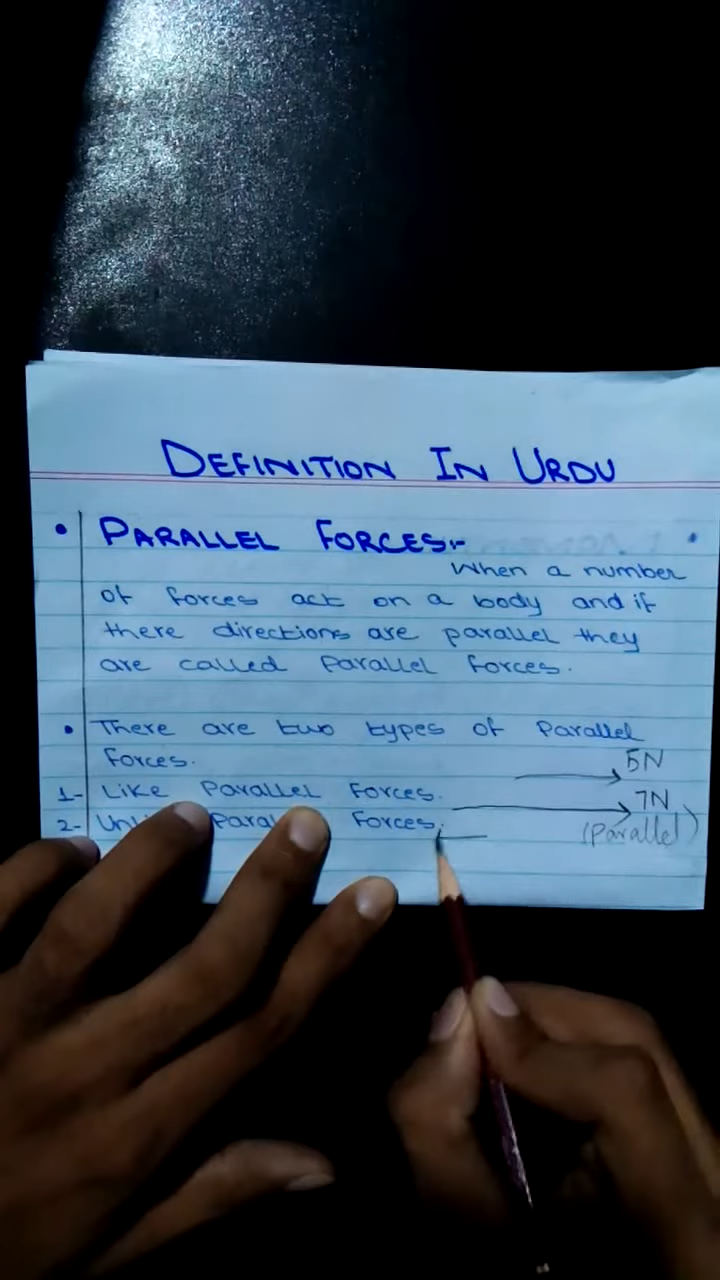 DEFINITION IN URDU
• PARALLEL FORCES:-
When a number
of forces act on a body and if
there directions are parallel they
are called Parallel forces.
• There are two types of Parallel
forces.
5N
1- Like Parallel Forces.
7N
2- Forces.
(Parallel)